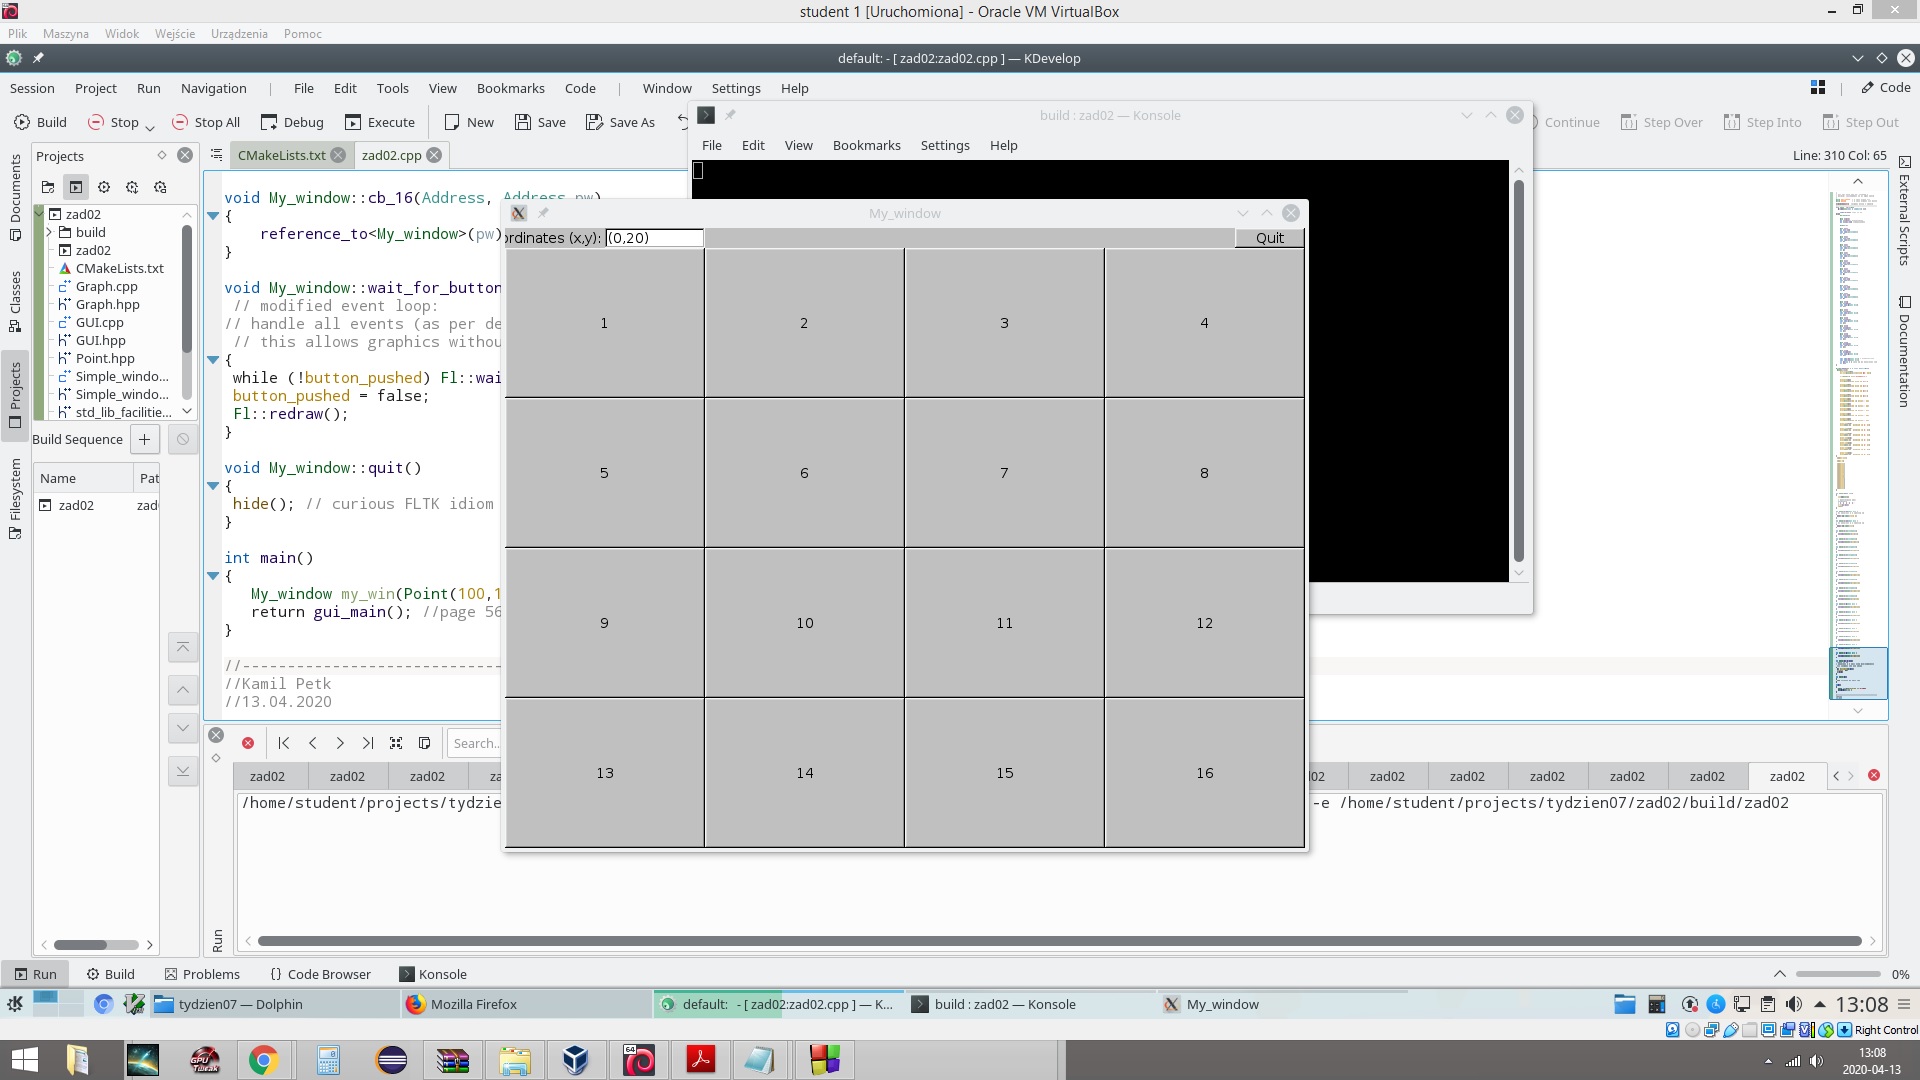 student 1 [Uruchomiona] - Oracle VM VirtualBox
Plik Maszyna Widok Wejście Urządzenia Pomoc
default: - [ zad02:zad02.cpp ] — KDevelop
Session Project Run Navigation | File Edit Tools View Bookmarks Code | Window Settings Help Code
Build Stop Stop All Debug Execute New Save Save As Continue Step Over Step Into Step Out
Line: 310 Col: 65
Documents
Classes
Projects
Filesystem
Projects
zad02
build
zad02
CMakeLists.txt
Graph.cpp
Graph.hpp
GUI.cpp
GUI.hpp
Point.hpp
Simple_windo...
Simple_windo...
std_lib_facilitie...
Build Sequence
Name Pat
zad02 zad
CMakeLists.txt zad02.cpp
void My_window::cb_16(Address, Address pw)
{
reference_to<My_window>(pw)
}
void My_window::wait_for_button
// modified event loop:
// handle all events (as per de
// this allows graphics withou
{
while (!button_pushed) Fl::wai
button_pushed = false;
Fl::redraw();
}
void My_window::quit()
{
hide(); // curious FLTK idiom
}
int main()
{
My_window my_win(Point(100,1
return gui_main(); //page 56
}
//-----------------------------
//Kamil Petk
//13.04.2020
build : zad02 — Konsole
File Edit View Bookmarks Settings Help
My_window
ordinates (x,y): (0,20) Quit
1 2 3 4
5 6 7 8
9 10 11 12
13 14 15 16
External Scripts
Documentation
Search...
zad02 zad02 zad02 za 02 zad02 zad02 zad02 zad02 zad02 zad02
/home/student/projects/tydzie -e /home/student/projects/tydzien07/zad02/build/zad02
Run
Run Build Problems {} Code Browser Konsole 0%
tydzien07 — Dolphin Mozilla Firefox default: - [ zad02:zad02.cpp ] — K... build : zad02 — Konsole My_window 13:08
Right Control
GPU Tweak
64
13:08
2020-04-13